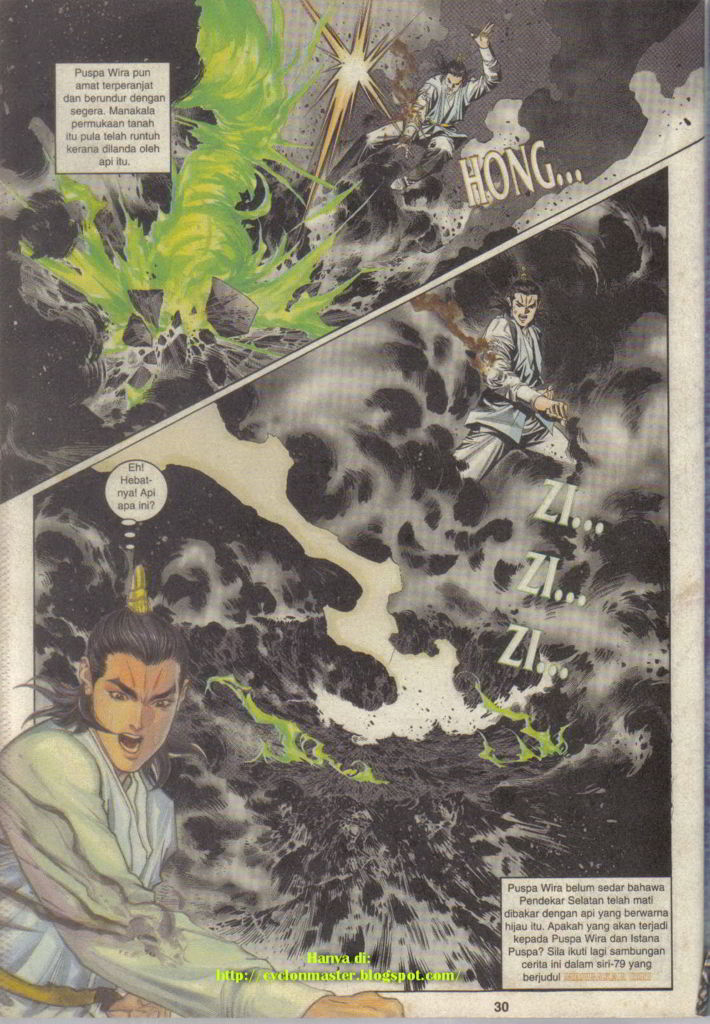 Puspa Wira pun
amat terperanjat
dan berundur dengan
segera. Manakala
permukaan tanah
itu pula telah runtuh
kerana dilanda oleh
api itu.
HONG...
ZI...
ZI...
ZI...
Eh!
Hebat-
nya! Api
apa ini?
Puspa Wira belum sedar bahawa
Pendekar Selatan telah mati
dibakar dengan api yang berwarna
hijau itu. Apakah yang akan terjadi
kepada Puspa Wira dan Istana
Puspa? Sila ikuti lagi sambungan
cerita ini dalam siri-79 yang
berjudul
Hanya di:
http://cyclonmaster.blogspot.com/
30